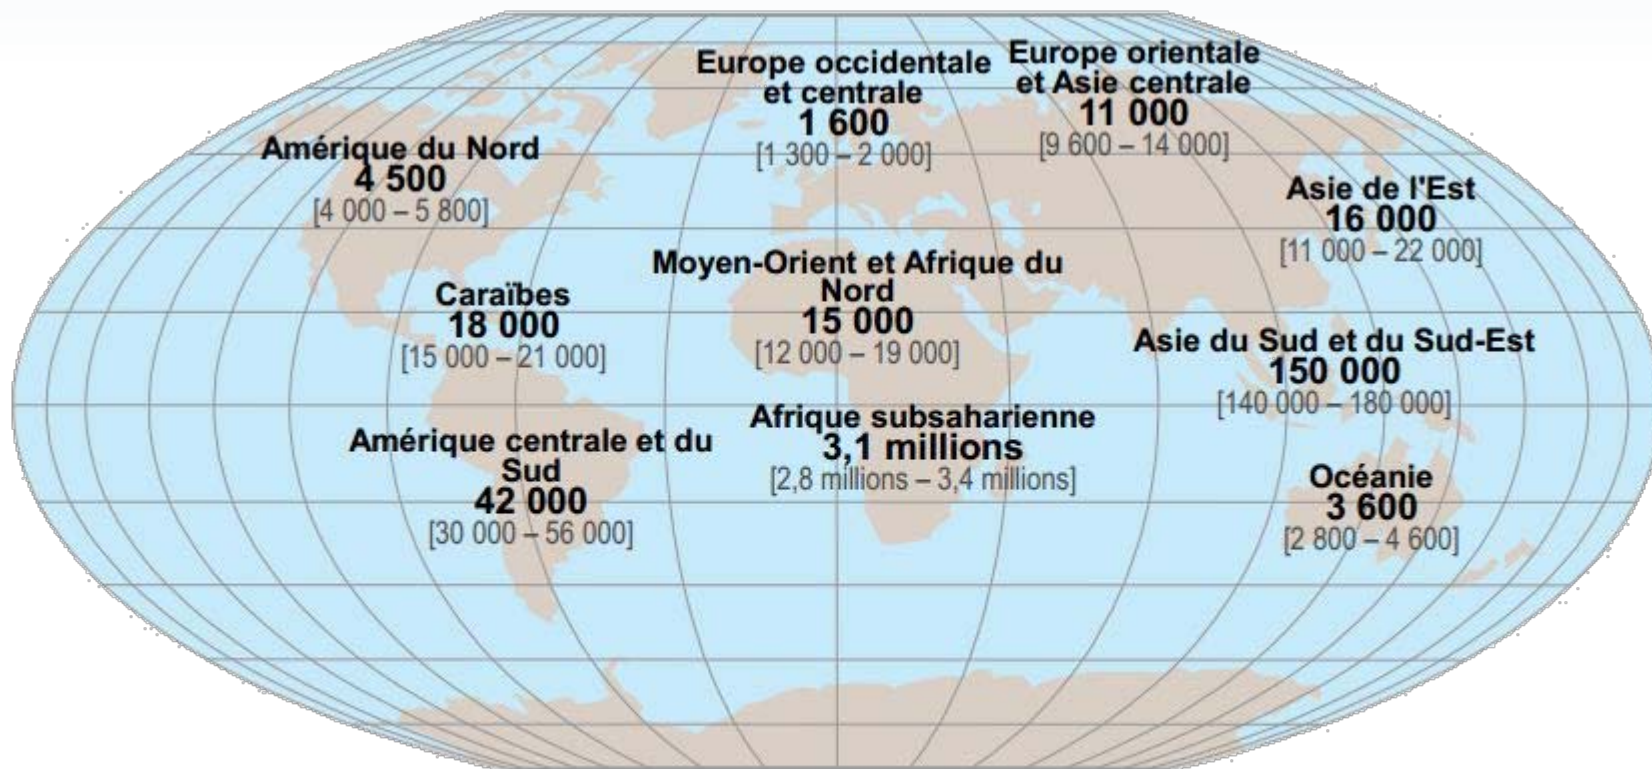 Europe occidentale
et centrale
1 600
[1 300 – 2 000]
Europe orientale
et Asie centrale
11 000
[9 600 – 14 000]
Amérique du Nord
4 500
[4 000 – 5 800]
Asie de l'Est
16 000
[11 000 – 22 000]
Moyen-Orient et Afrique du
Nord
15 000
[12 000 – 19 000]
Caraïbes
18 000
[15 000 – 21 000]
Asie du Sud et du Sud-Est
150 000
[140 000 – 180 000]
Afrique subsaharienne
3,1 millions
[2,8 millions – 3,4 millions]
Amérique centrale et du
Sud
42 000
[30 000 – 56 000]
Océanie
3 600
[2 800 – 4 600]